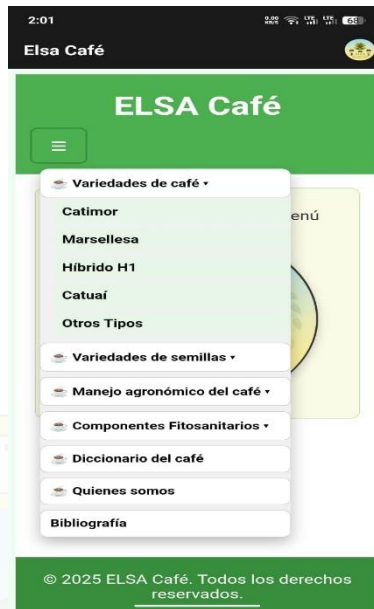 2:01
Elsa Café
ELSA Café
☰
☕ Variedades de café ▾
Catimor
enú
Marsellesa
Híbrido H1
Catuaí
Otros Tipos
☕ Variedades de semillas ▾
☕ Manejo agronómico del café ▾
☕ Componentes Fitosanitarios ▾
☕ Diccionario del café
☕ Quienes somos
Bibliografía
© 2025 ELSA Café. Todos los derechos
reservados.